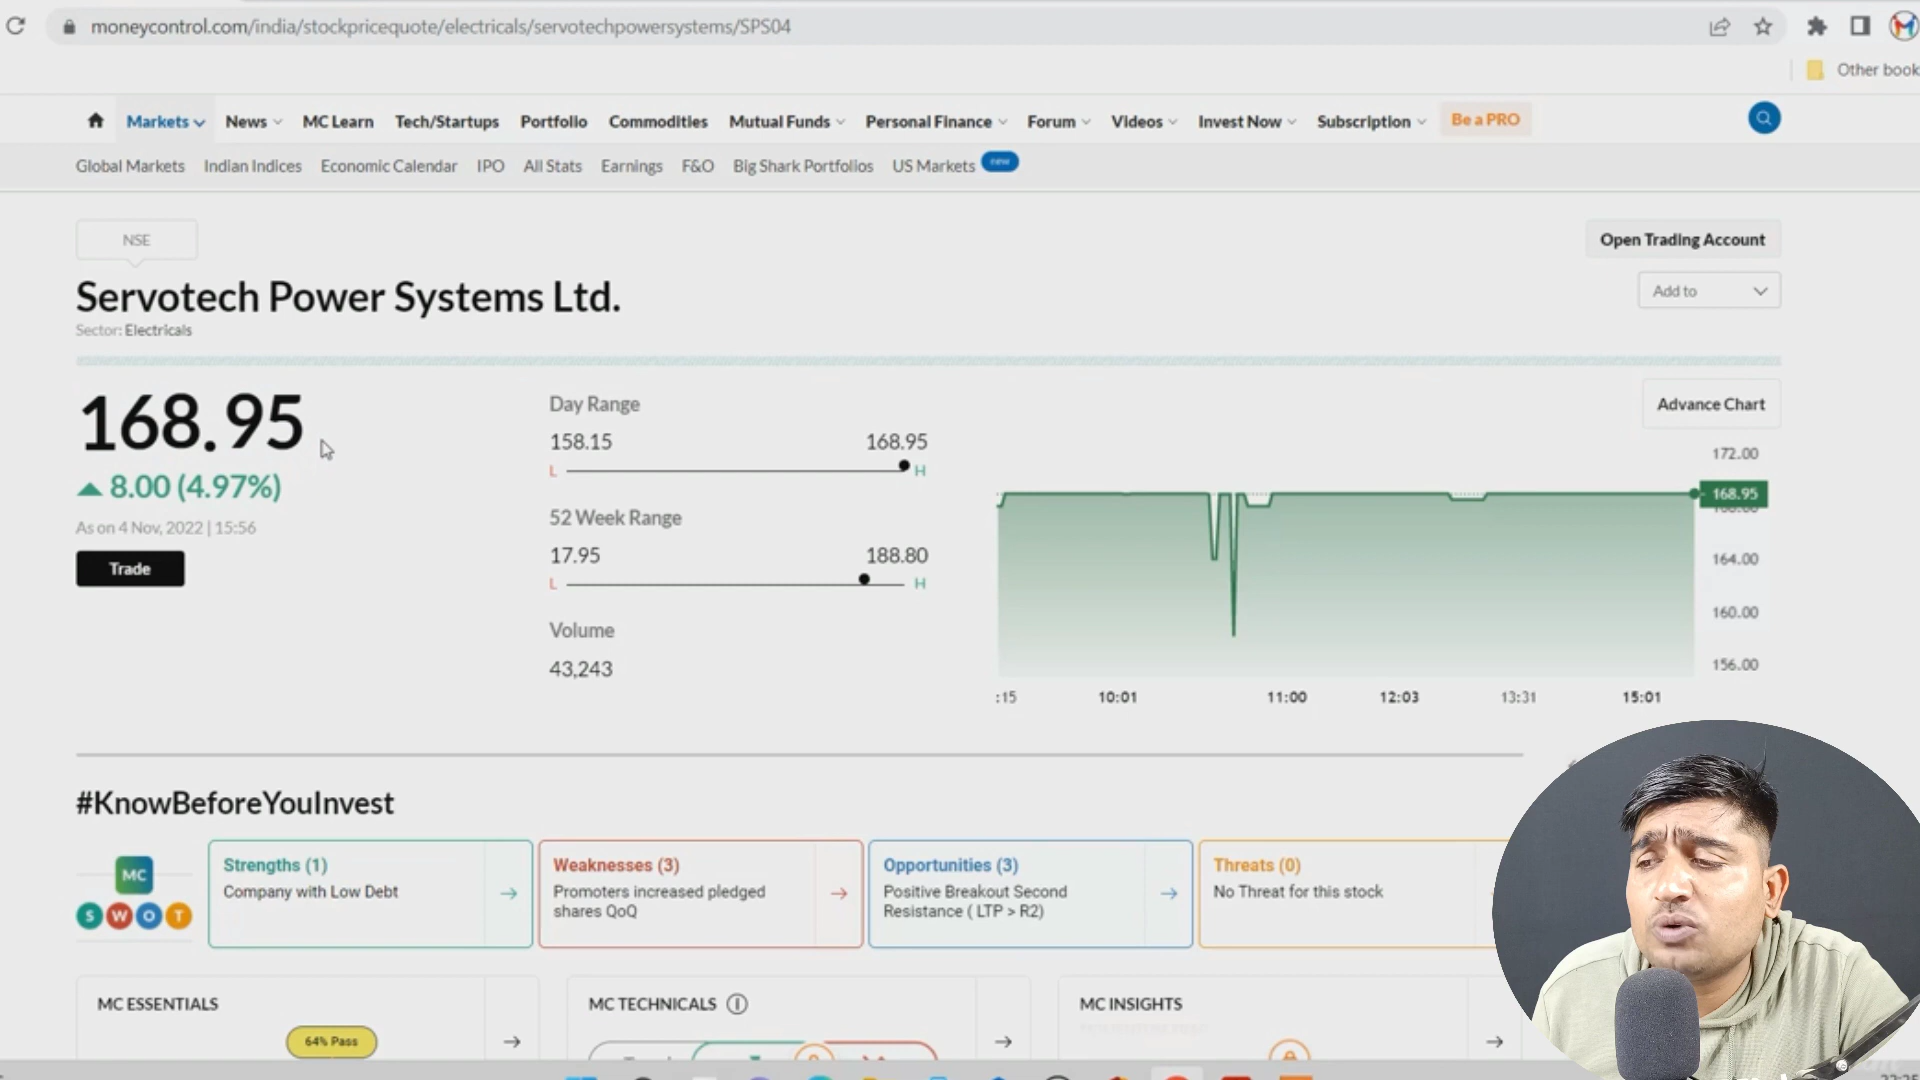 moneycontrol.com/india/stockpricequote/electricals/servotechpowersystems/SPS04
Other book
Markets News MC Learn Tech/Startups Portfolio Commodities Mutual Funds Personal Finance Forum Videos Invest Now Subscription Be a PRO
Global Markets Indian Indices Economic Calendar IPO All Stats Earnings F&O Big Shark Portfolios US Markets new
NSE
Open Trading Account
Servotech Power Systems Ltd.
Add to
Sector: Electricals
168.95
8.00 (4.97%)
As on 4 Nov, 2022 | 15:56
Trade
Day Range
158.15 168.95
L H
52 Week Range
17.95 188.80
L H
Volume
43,243
Advance Chart
172.00
168.95
164.00
160.00
156.00
:15 10:01 11:00 12:03 13:31 15:01
#KnowBeforeYouInvest
MC
S W O T
Strengths (1)
Company with Low Debt
Weaknesses (3)
Promoters increased pledged
shares QoQ
Opportunities (3)
Positive Breakout Second
Resistance ( LTP > R2)
Threats (0)
No Threat for this stock
MC ESSENTIALS
64% Pass
MC TECHNICALS
MC INSIGHTS